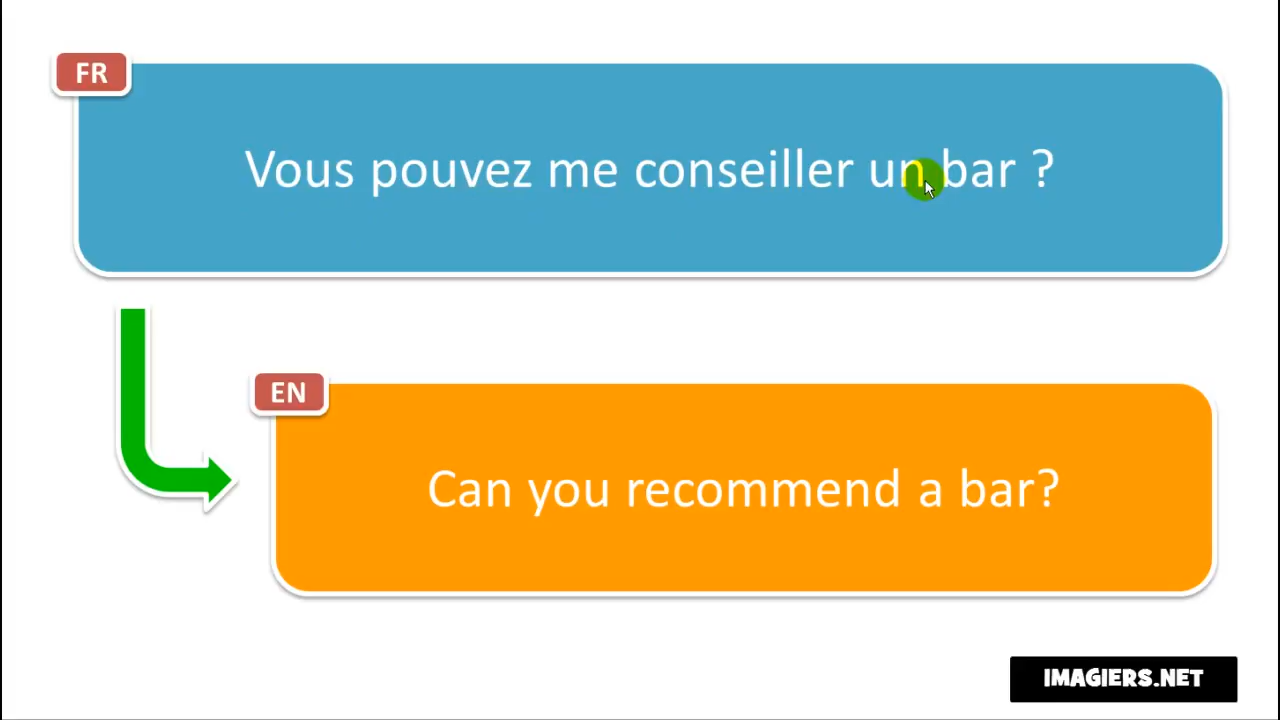 FR
Vous pouvez me conseiller un bar ?
EN
Can you recommend a bar?
IMAGIERS.NET